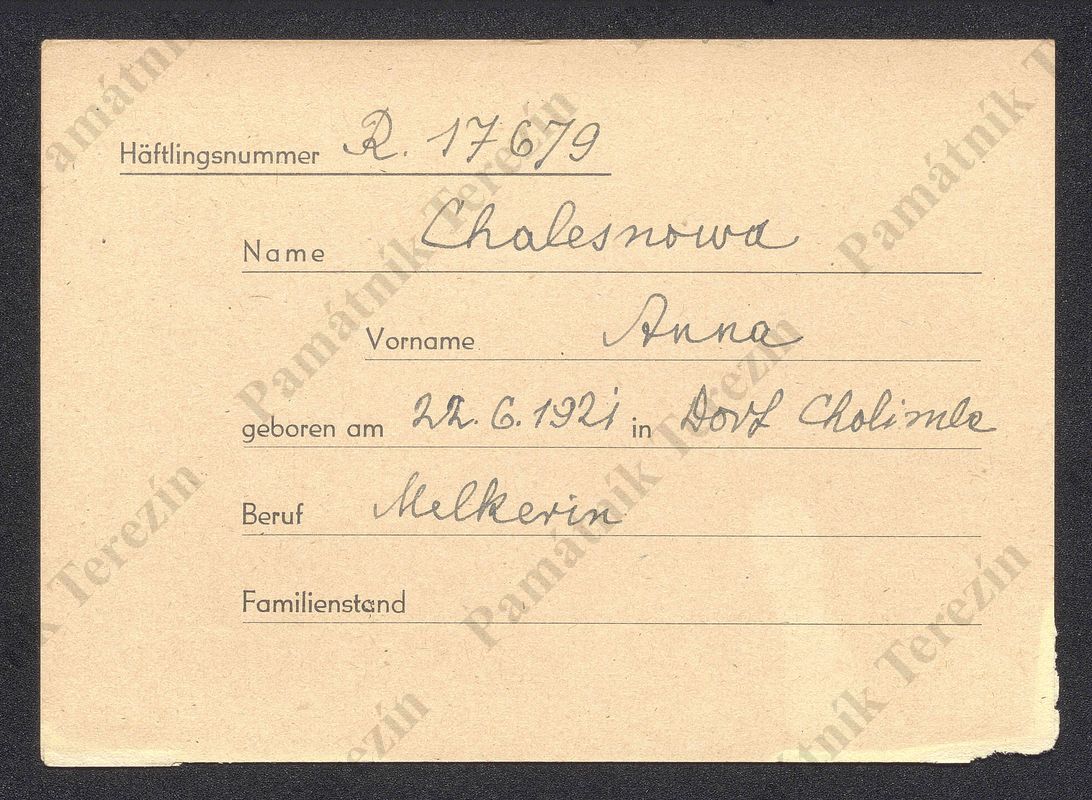 Häftlingsnummer R. 17679
Name Chalesnowa
Vorname Anna
geboren am 22. 6. 1921 in Dorf Cholimle
Beruf Melkerin
Familienstand
Památník Terezín